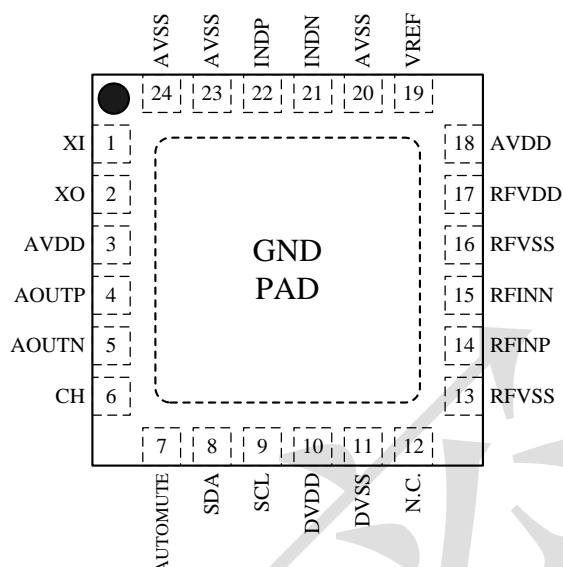 AVSS AVSS INDP INDN AVSS VREF
24 23 22 21 20 19
XI 1 18 AVDD
XO 2 17 RFVDD
AVDD 3 16 RFVSS
GND
PAD
AOUTP 4 15 RFINN
AOUTN 5 14 RFINP
CH 6 13 RFVSS
7 8 9 10 11 12
AUTOMUTE SDA SCL DVDD DVSS N.C.